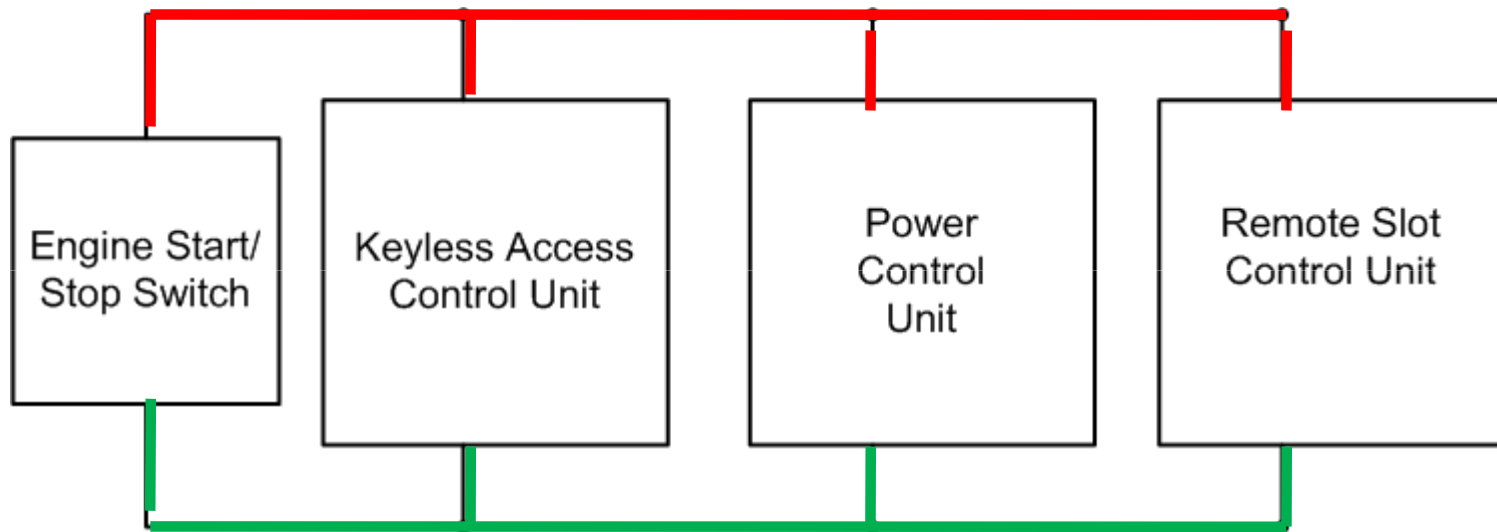 Engine Start/
Stop Switch
Keyless Access
Control Unit
Power
Control
Unit
Remote Slot
Control Unit